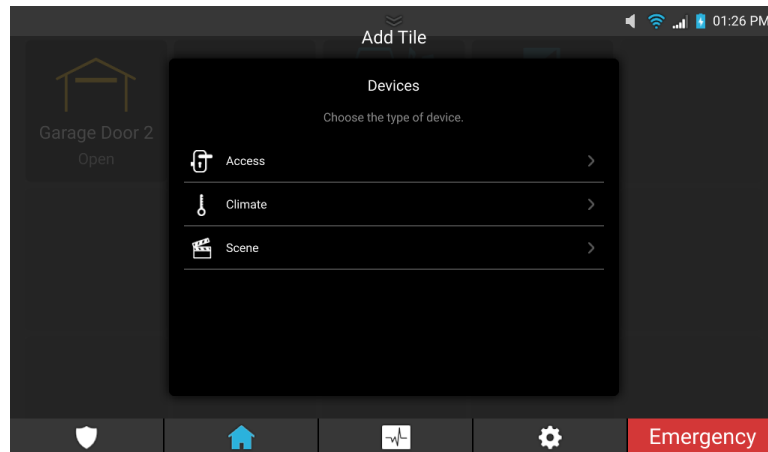 01:26 PM
Add Tile
Devices
Choose the type of device.
Garage Door 2
Open
Access
Climate
Scene
Emergency